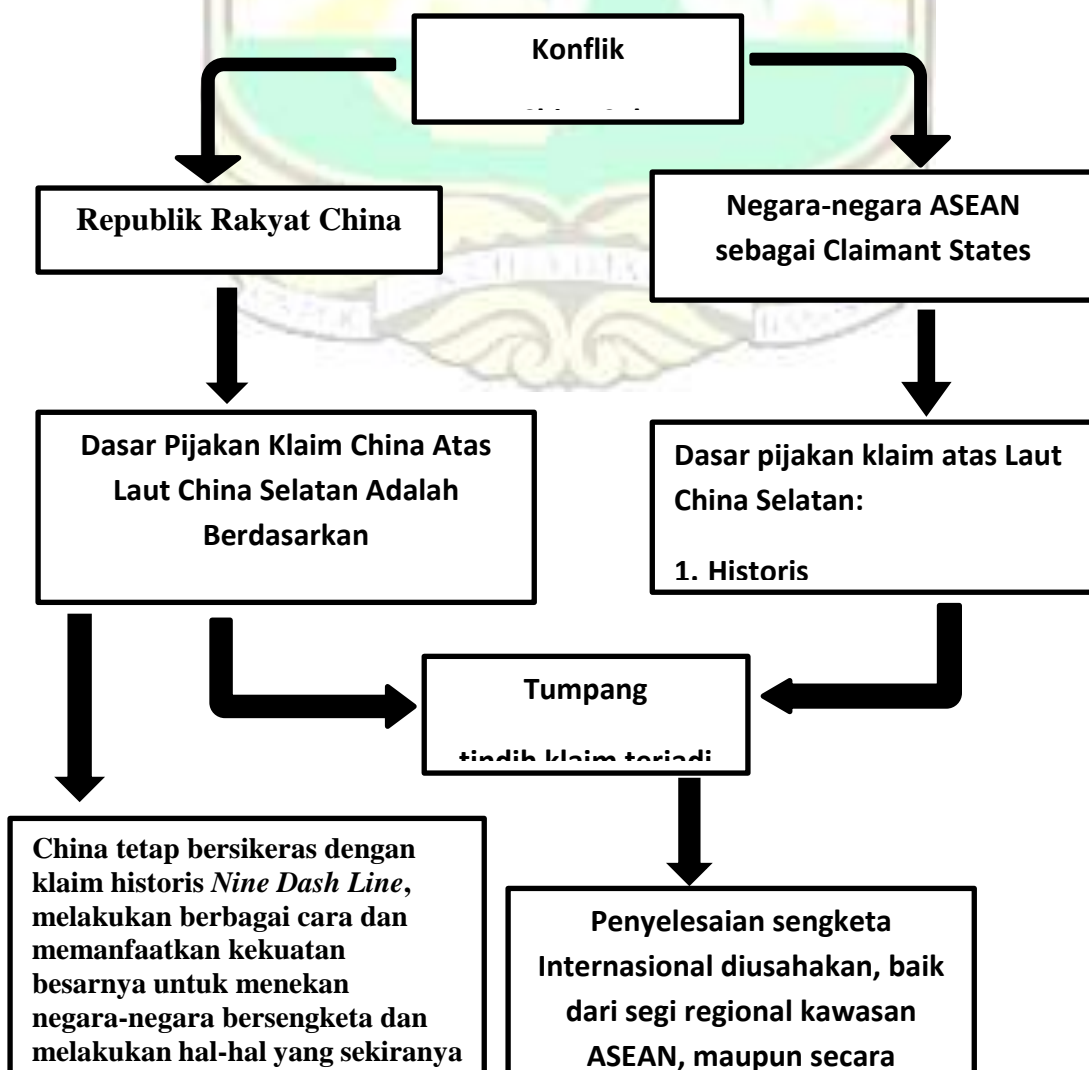 Konflik
Republik Rakyat China
Negara-negara ASEAN
sebagai Claimant States
Dasar Pijakan Klaim China Atas
Laut China Selatan Adalah
Berdasarkan
Dasar pijakan klaim atas Laut
China Selatan:
1. Historis
Tumpang
tindih klaim terjadi
China tetap bersikeras dengan
klaim historis Nine Dash Line,
melakukan berbagai cara dan
memanfaatkan kekuatan
besarnya untuk menekan
negara-negara bersengketa dan
melakukan hal-hal yang sekiranya
Penyelesaian sengketa
Internasional diusahakan, baik
dari segi regional kawasan
ASEAN, maupun secara